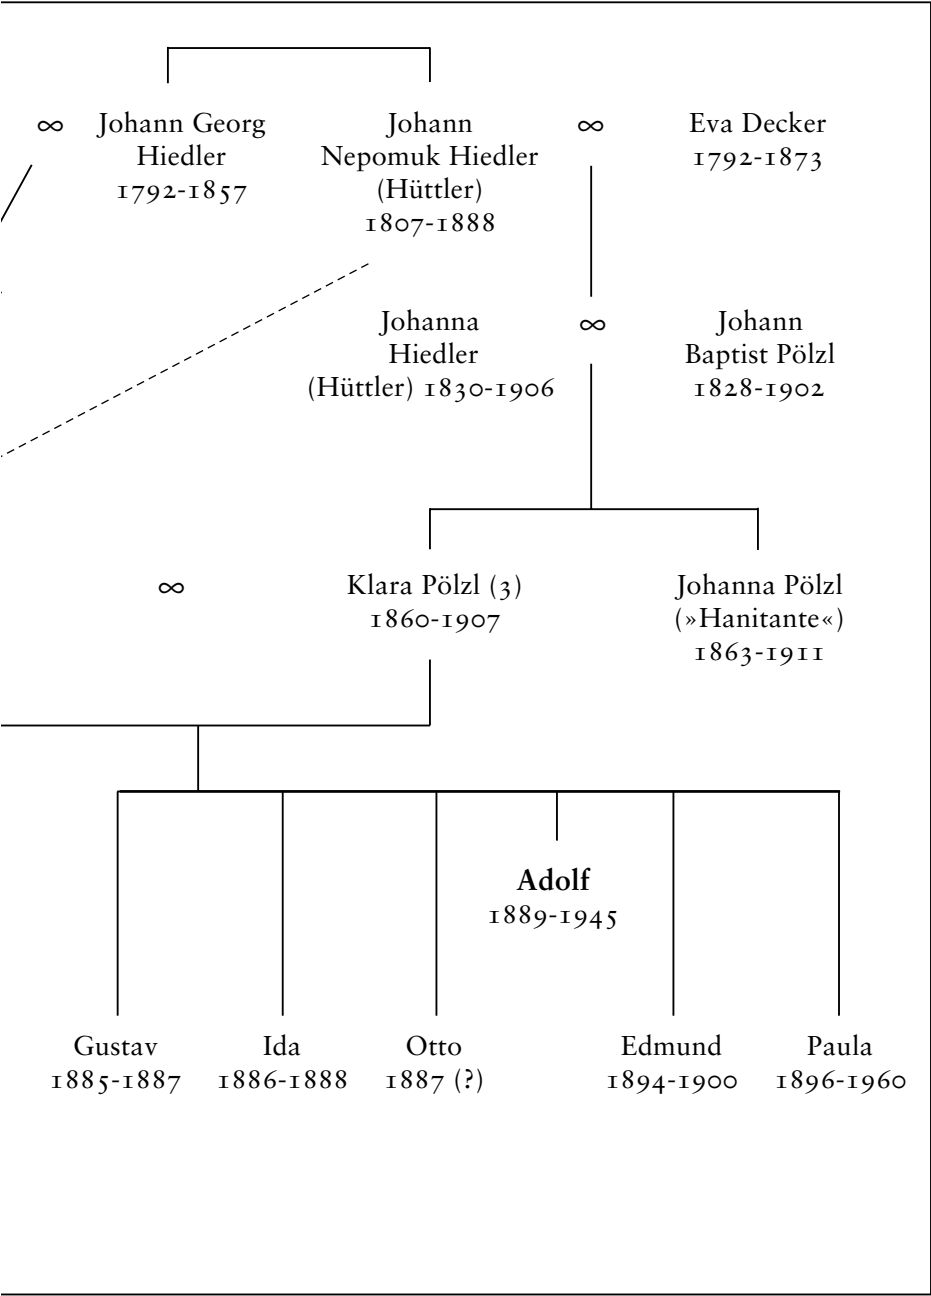 ∞ Johann Georg
Hiedler
1792-1857
Johann
Nepomuk Hiedler
(Hüttler)
1807-1888
∞
Eva Decker
1792-1873
Johanna
Hiedler
(Hüttler) 1830-1906
∞
Johann
Baptist Pölzl
1828-1902
∞
Klara Pölzl (3)
1860-1907
Johanna Pölzl
(»Hanitante«)
1863-1911
Adolf
1889-1945
Gustav
1885-1887
Ida
1886-1888
Otto
1887 (?)
Edmund
1894-1900
Paula
1896-1960